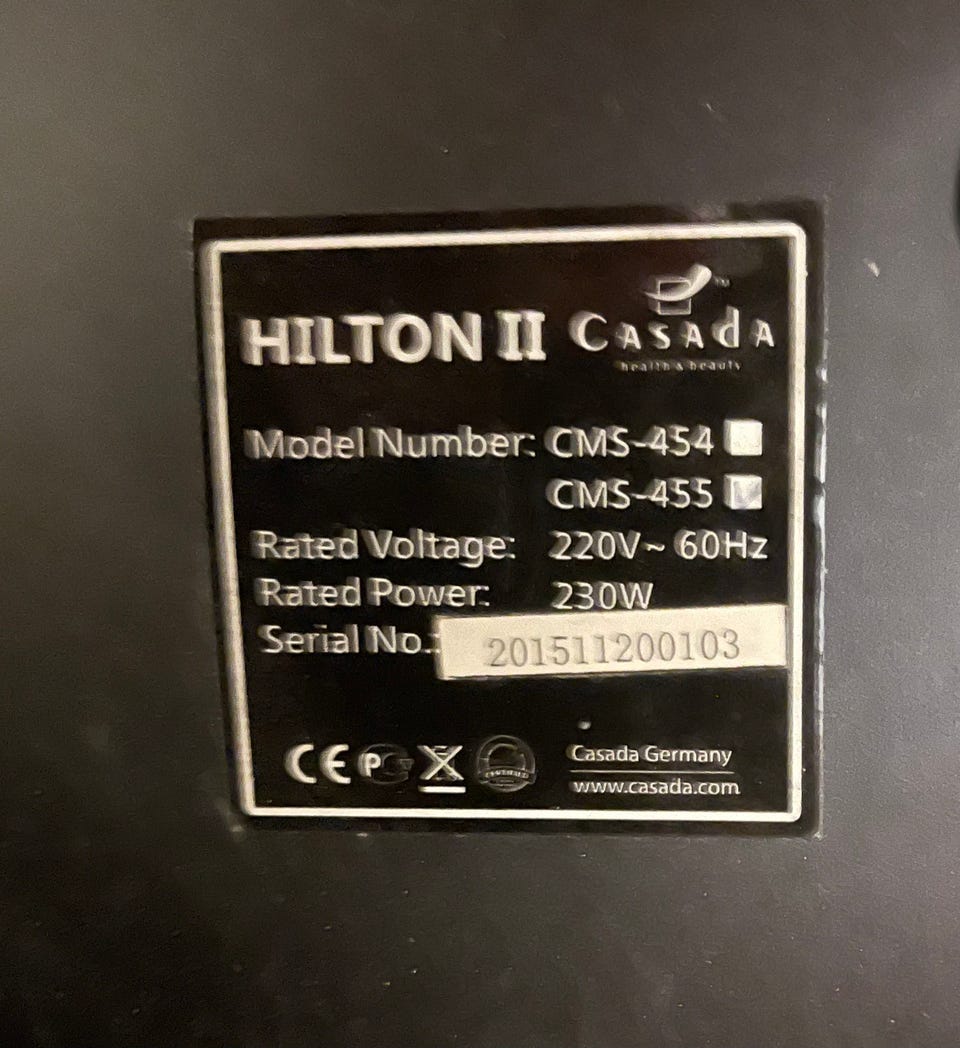 HILTON II CASADA
health & beauty
Model Number: CMS-454
CMS-455
Rated Voltage: 220V~ 60Hz
Rated Power: 230W
Serial No.: 201511200103
CE
Casada Germany
www.casada.com